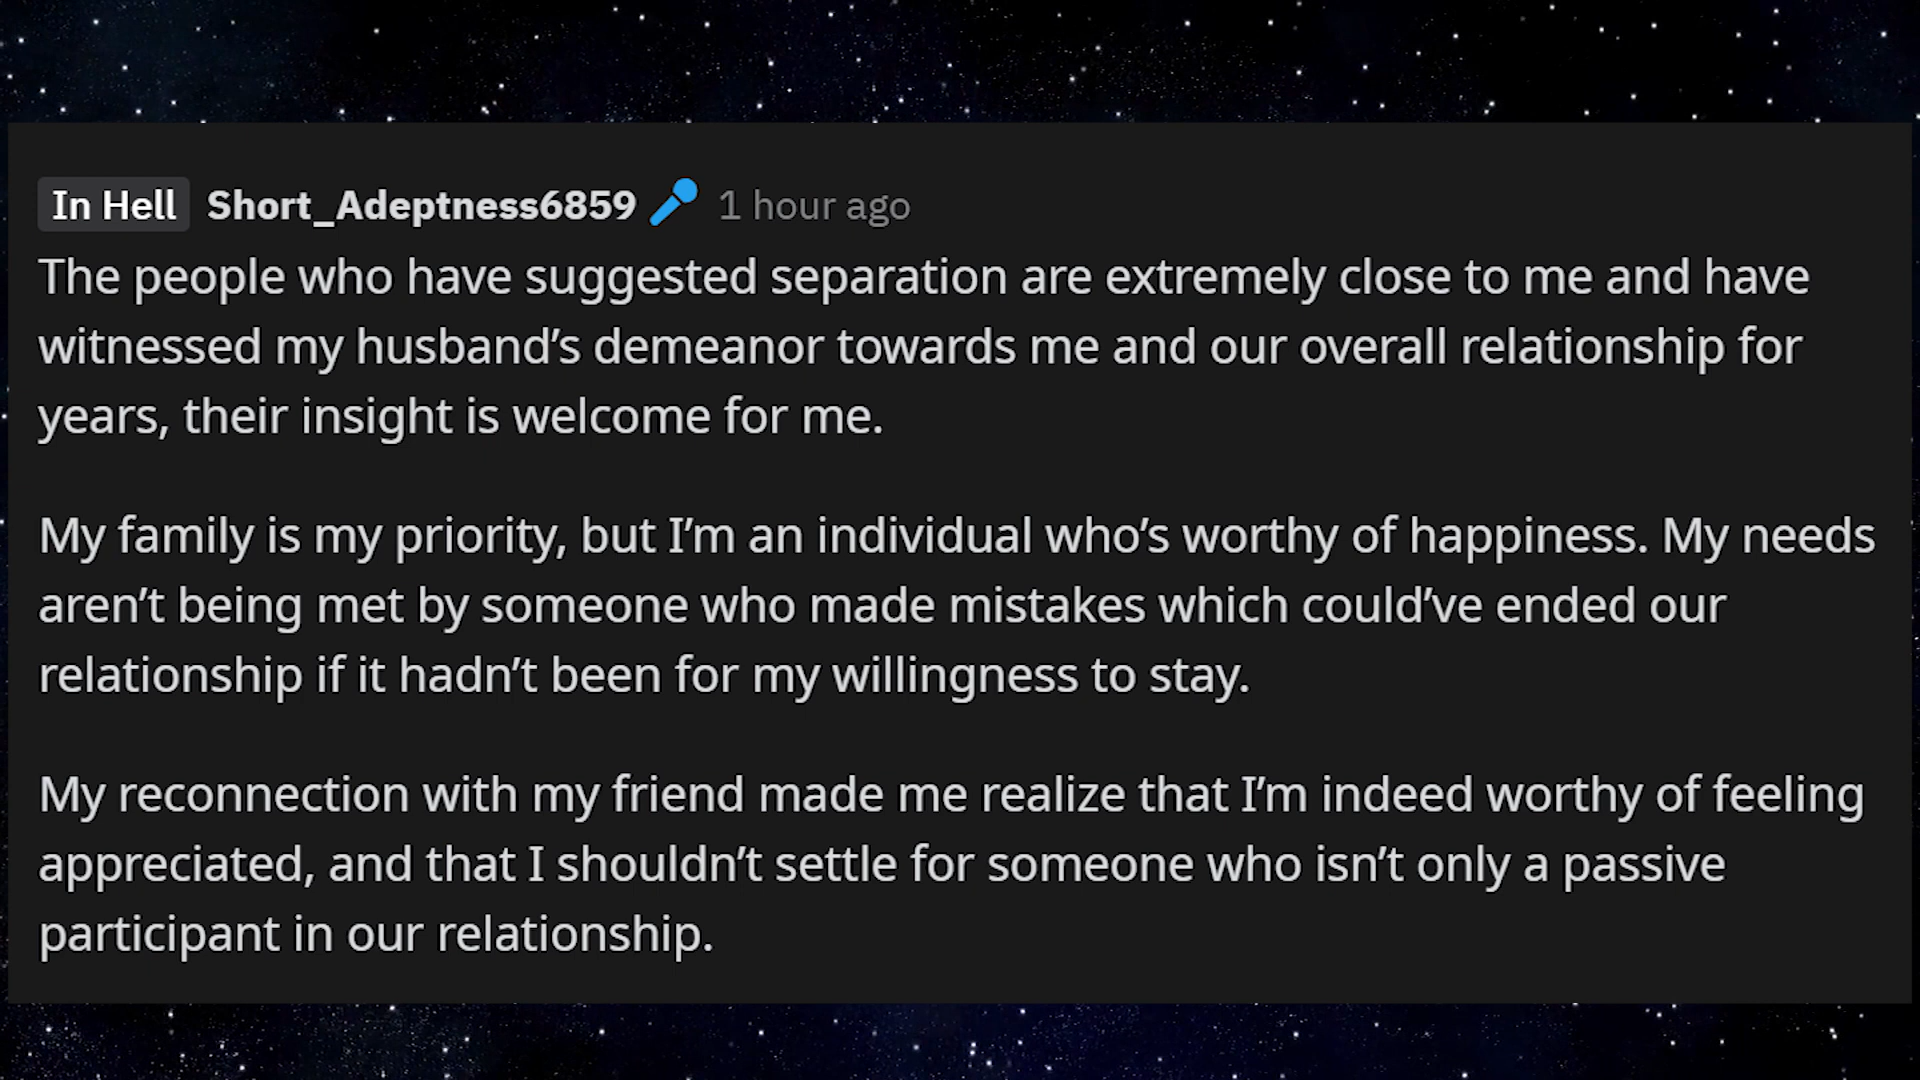 In Hell Short_Adeptness6859 1 hour ago
The people who have suggested separation are extremely close to me and have
witnessed my husband’s demeanor towards me and our overall relationship for
years, their insight is welcome for me.
My family is my priority, but I’m an individual who’s worthy of happiness. My needs
aren’t being met by someone who made mistakes which could’ve ended our
relationship if it hadn’t been for my willingness to stay.
My reconnection with my friend made me realize that I’m indeed worthy of feeling
appreciated, and that I shouldn’t settle for someone who isn’t only a passive
participant in our relationship.